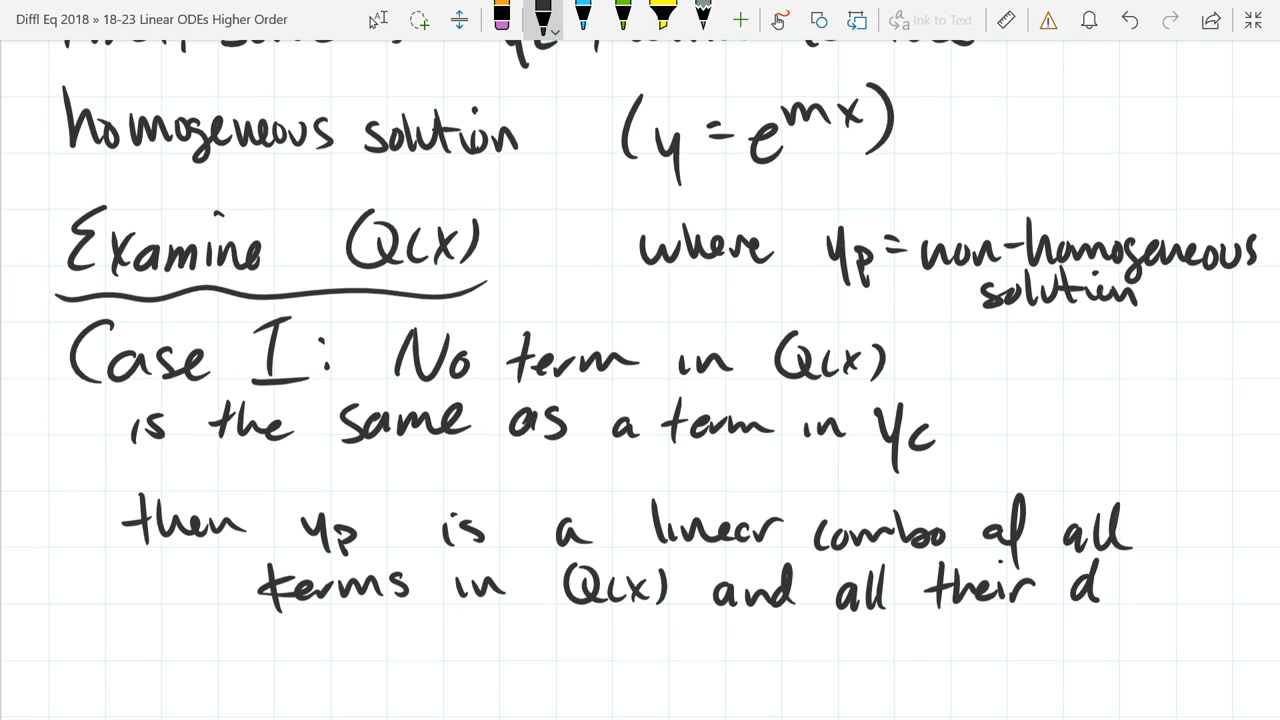 Diffl Eq 2018 » 18-23 Linear ODEs Higher Order
Ink to Text
homogeneous solution (y = e^mx)
Examine Q(x) where yp = non-homogeneous
solution
Case I: No term in Q(x)
is the same as a term in yc
then yp is a linear combo of all
terms in Q(x) and all their d